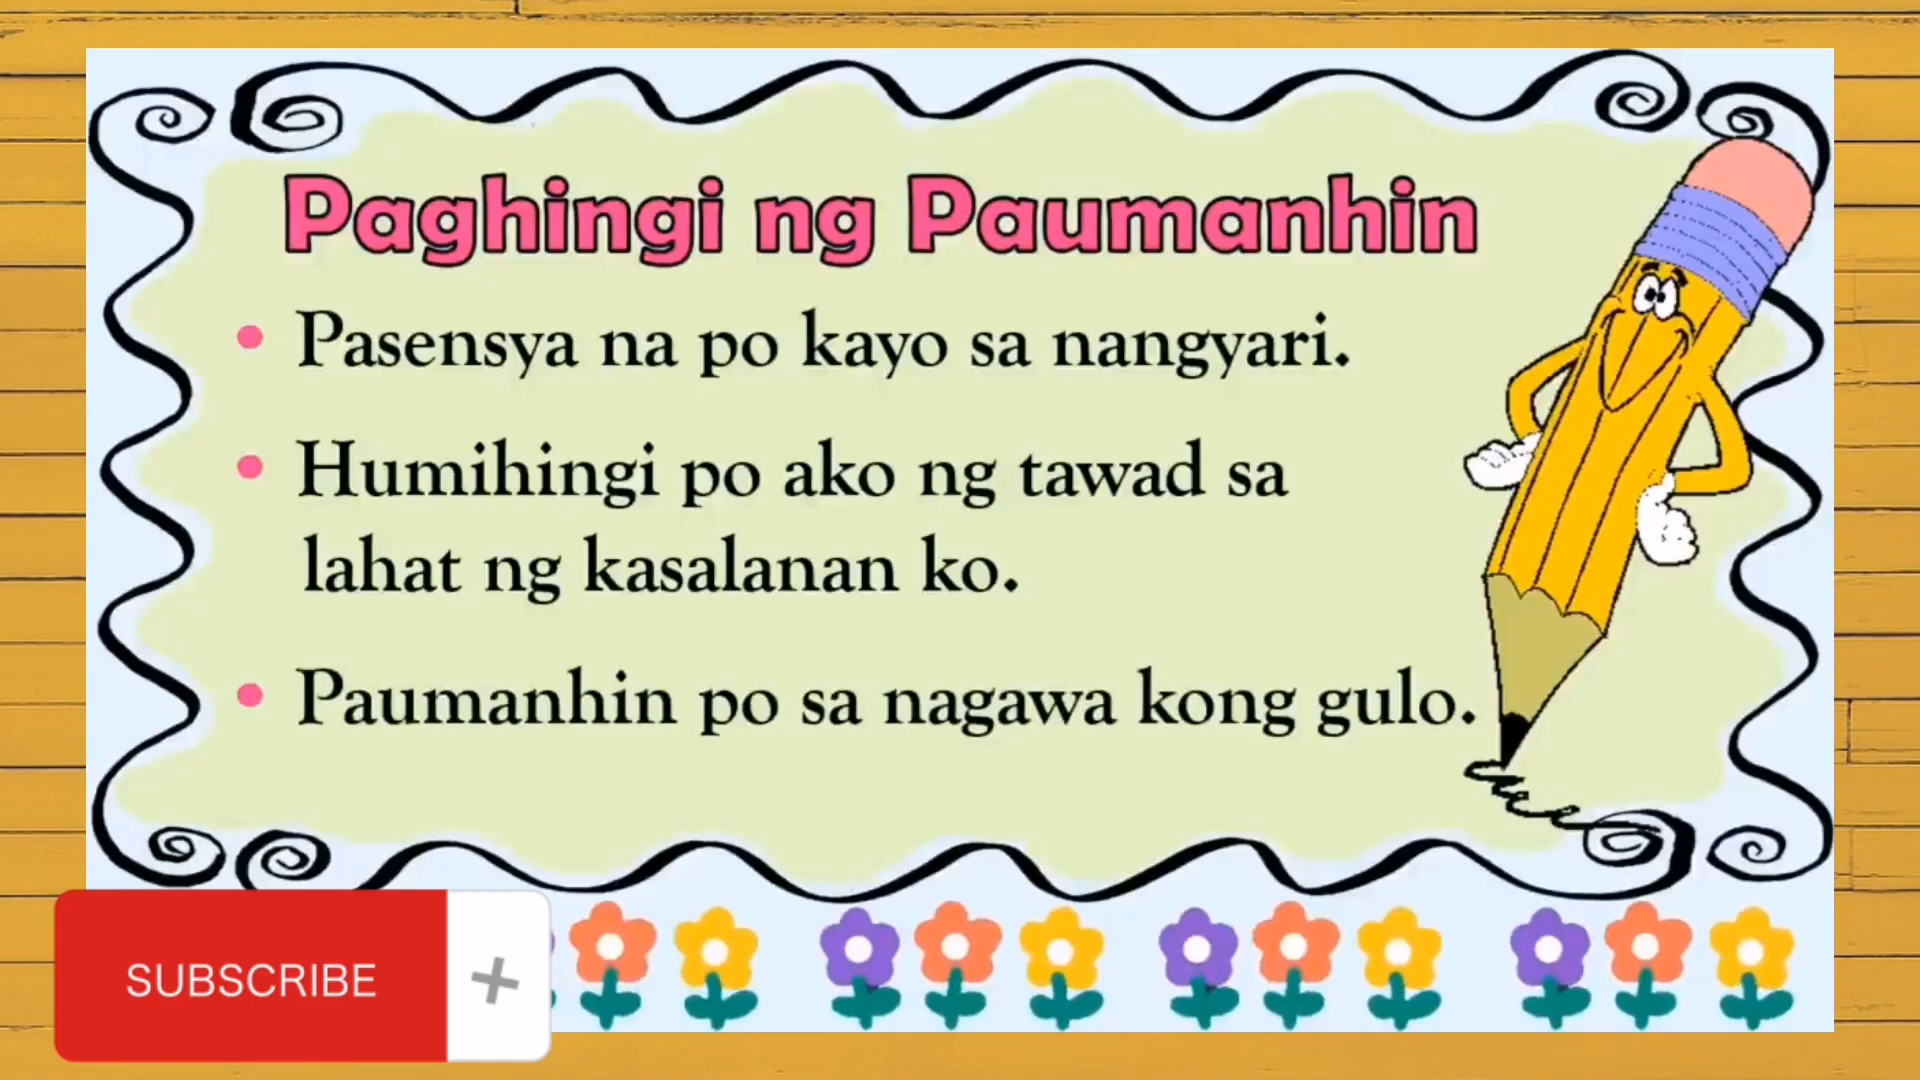 Paghingi ng Paumanhin
• Pasensya na po kayo sa nangyari.
• Humihingi po ako ng tawad sa
lahat ng kasalanan ko.
• Paumanhin po sa nagawa kong gulo.
SUBSCRIBE +